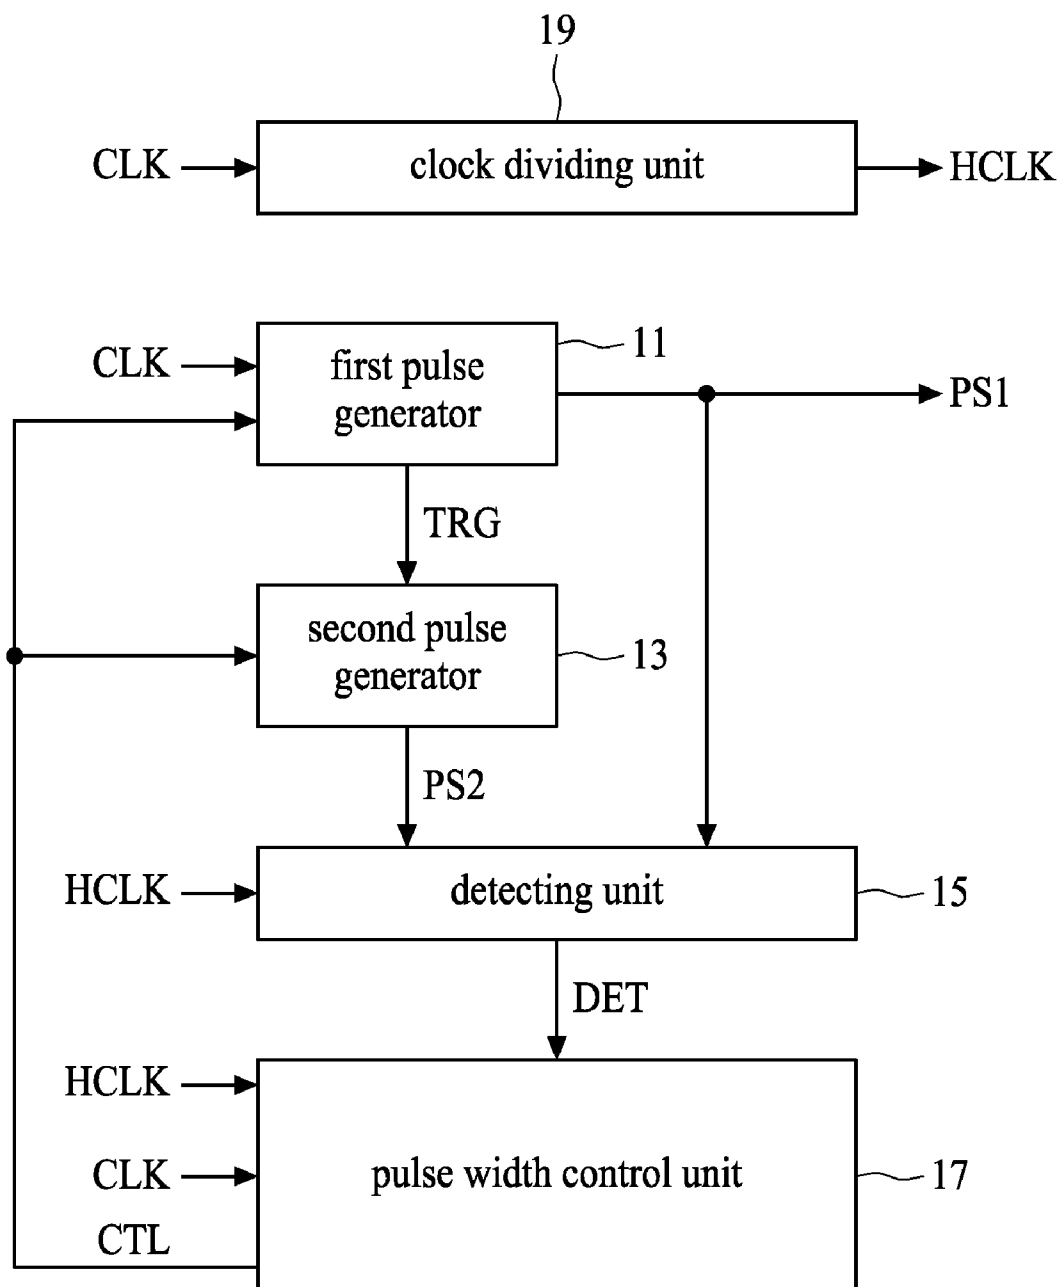 19
CLK
clock dividing unit
HCLK
CLK
first pulse
generator
11
PS1
TRG
second pulse
generator
13
PS2
HCLK
detecting unit
15
DET
HCLK
CLK
pulse width control unit
17
CTL